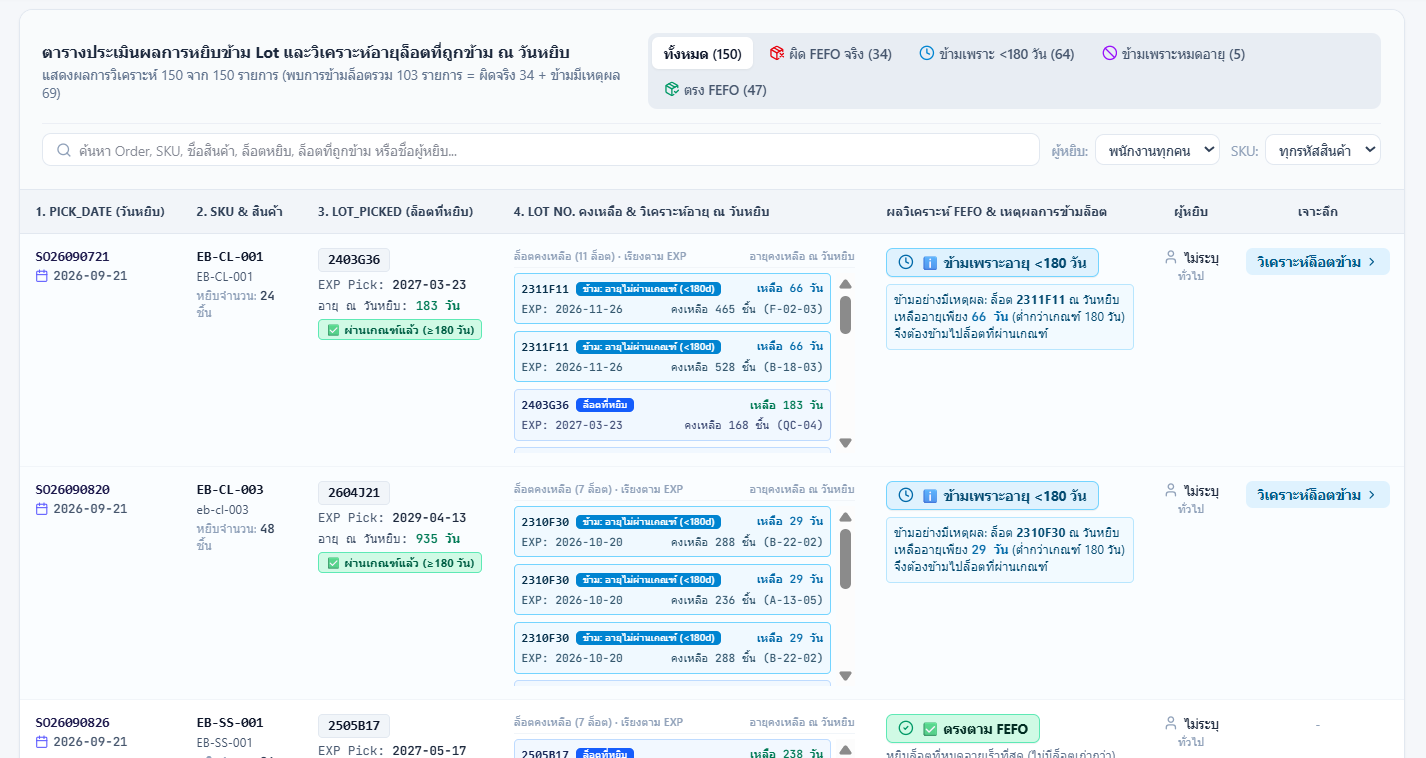 ตารางประเมินผลการหยิบข้าม Lot และวิเคราะห์อายุล็อตที่ถูกข้าม ณ วันหยิบ
แสดงผลการวิเคราะห์ 150 จาก 150 รายการ (พบการข้ามล็อตรวม 103 รายการ = ผิดจริง 34 + ข้ามมีเหตุผล
69)
ทั้งหมด (150)
ผิด FEFO จริง (34)
ข้ามเพราะ <180 วัน (64)
ข้ามเพราะหมดอายุ (5)
ตรง FEFO (47)
ค้นหา Order, SKU, ชื่อสินค้า, ล็อตหยิบ, ล็อตที่ถูกข้าม หรือชื่อผู้หยิบ...
ผู้หยิบ:
พนักงานทุกคน
SKU:
ทุกรหัสสินค้า
1. PICK_DATE (วันหยิบ)
2. SKU & สินค้า
3. LOT_PICKED (ล็อตที่หยิบ)
4. LOT NO. คงเหลือ & วิเคราะห์อายุ ณ วันหยิบ
ผลวิเคราะห์ FEFO & เหตุผลการข้ามล็อต
ผู้หยิบ
เจาะลึก
SO26090721
2026-09-21
EB-CL-001
EB-CL-001
หยิบจำนวน: 24
ชิ้น
2403G36
EXP Pick: 2027-03-23
อายุ ณ วันหยิบ: 183 วัน
✅ ผ่านเกณฑ์แล้ว (≥180 วัน)
ล็อตคงเหลือ (11 ล็อต) · เรียงตาม EXP
อายุคงเหลือ ณ วันหยิบ
2311F11 ข้าม: อายุไม่ผ่านเกณฑ์ (<180d) เหลือ 66 วัน
EXP: 2026-11-26 คงเหลือ 465 ชิ้น (F-02-03)
2311F11 ข้าม: อายุไม่ผ่านเกณฑ์ (<180d) เหลือ 66 วัน
EXP: 2026-11-26 คงเหลือ 528 ชิ้น (B-18-03)
2403G36 ล็อตที่หยิบ เหลือ 183 วัน
EXP: 2027-03-23 คงเหลือ 168 ชิ้น (QC-04)
ℹ️ ข้ามเพราะอายุ <180 วัน
ข้ามอย่างมีเหตุผล: ล็อต 2311F11 ณ วันหยิบ
เหลืออายุเพียง 66 วัน (ต่ำกว่าเกณฑ์ 180 วัน)
จึงต้องข้ามไปล็อตที่ผ่านเกณฑ์
ไม่ระบุ
ทั่วไป
วิเคราะห์ล็อตข้าม
SO26090820
2026-09-21
EB-CL-003
eb-cl-003
หยิบจำนวน: 48
ชิ้น
2604J21
EXP Pick: 2029-04-13
อายุ ณ วันหยิบ: 935 วัน
✅ ผ่านเกณฑ์แล้ว (≥180 วัน)
ล็อตคงเหลือ (7 ล็อต) · เรียงตาม EXP
อายุคงเหลือ ณ วันหยิบ
2310F30 ข้าม: อายุไม่ผ่านเกณฑ์ (<180d) เหลือ 29 วัน
EXP: 2026-10-20 คงเหลือ 288 ชิ้น (B-22-02)
2310F30 ข้าม: อายุไม่ผ่านเกณฑ์ (<180d) เหลือ 29 วัน
EXP: 2026-10-20 คงเหลือ 236 ชิ้น (A-13-05)
2310F30 ข้าม: อายุไม่ผ่านเกณฑ์ (<180d) เหลือ 29 วัน
EXP: 2026-10-20 คงเหลือ 288 ชิ้น (B-22-02)
ℹ️ ข้ามเพราะอายุ <180 วัน
ข้ามอย่างมีเหตุผล: ล็อต 2310F30 ณ วันหยิบ
เหลืออายุเพียง 29 วัน (ต่ำกว่าเกณฑ์ 180 วัน)
จึงต้องข้ามไปล็อตที่ผ่านเกณฑ์
ไม่ระบุ
ทั่วไป
วิเคราะห์ล็อตข้าม
SO26090826
2026-09-21
EB-SS-001
EB-SS-001
2505B17
EXP Pick: 2027-05-17
ล็อตคงเหลือ (7 ล็อต) · เรียงตาม EXP
อายุคงเหลือ ณ วันหยิบ
2505B17 ล็อตที่หยิบ เหลือ 238 วัน
✅ ตรงตาม FEFO
หยิบล็อตที่หมดอายุเร็วที่สุด (ไม่มีล็อตเก่ากว่า)
ไม่ระบุ
ทั่วไป
-